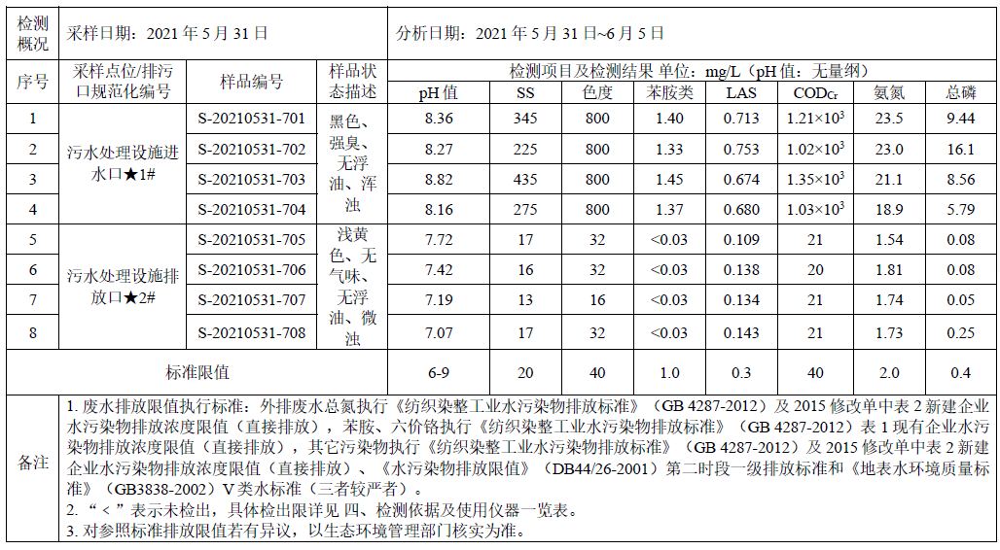 检测概况 采样日期：2021 年 5 月 31 日 分析日期：2021 年 5 月 31 日~6 月 5 日
序号 采样点位/排污口规范化编号 样品编号 样品状态描述 检测项目及检测结果 单位：mg/L（pH 值：无量纲）
pH 值 SS 色度 苯胺类 LAS CODCr 氨氮 总磷
污水处理设施进水口★1# 黑色、强臭、无浮油、浑浊
1 S-20210531-701 8.36 345 800 1.40 0.713 1.21×10³ 23.5 9.44
2 S-20210531-702 8.27 225 800 1.33 0.753 1.02×10³ 23.0 16.1
3 S-20210531-703 8.82 435 800 1.45 0.674 1.35×10³ 21.1 8.56
4 S-20210531-704 8.16 275 800 1.37 0.680 1.03×10³ 18.9 5.79
污水处理设施排放口★2# 浅黄色、无气味、无浮油、微浊
5 S-20210531-705 7.72 17 32 <0.03 0.109 21 1.54 0.08
6 S-20210531-706 7.42 16 32 <0.03 0.138 20 1.81 0.08
7 S-20210531-707 7.19 13 16 <0.03 0.134 21 1.74 0.05
8 S-20210531-708 7.07 17 32 <0.03 0.143 21 1.73 0.25
标准限值 6-9 20 40 1.0 0.3 40 2.0 0.4
备注
1. 废水排放限值执行标准：外排废水总氮执行《纺织染整工业水污染物排放标准》（GB 4287-2012）及 2015 修改单中表 2 新建企业
水污染物排放浓度限值（直接排放），苯胺、六价铬执行《纺织染整工业水污染物排放标准》（GB 4287-2012）表 1 现有企业水污
染物排放浓度限值（直接排放），其它污染物执行《纺织染整工业水污染物排放标准》（GB 4287-2012）及 2015 修改单中表 2 新建
企业水污染物排放浓度限值（直接排放）、《水污染物排放限值》（DB44/26-2001）第二时段一级排放标准和《地表水环境质量标
准》（GB3838-2002）V 类水标准（三者较严者）。
2. “＜”表示未检出，具体检出限详见 四、检测依据及使用仪器一览表。
3. 对参照标准排放限值若有异议，以生态环境管理部门核实为准。